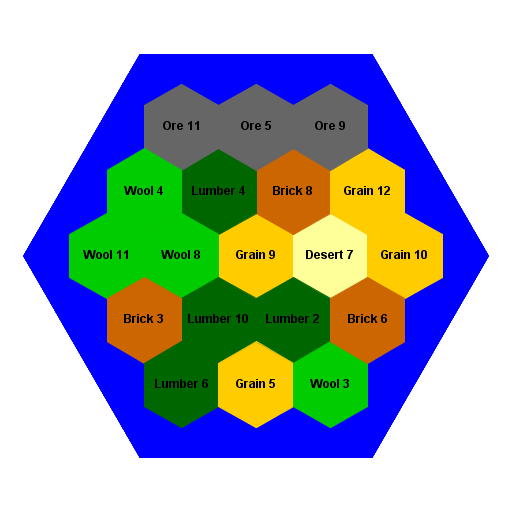 Ore 11 Ore 5 Ore 9
Wool 4 Lumber 4 Brick 8 Grain 12
Wool 11 Wool 8 Grain 9 Desert 7 Grain 10
Brick 3 Lumber 10 Lumber 2 Brick 6
Lumber 6 Grain 5 Wool 3